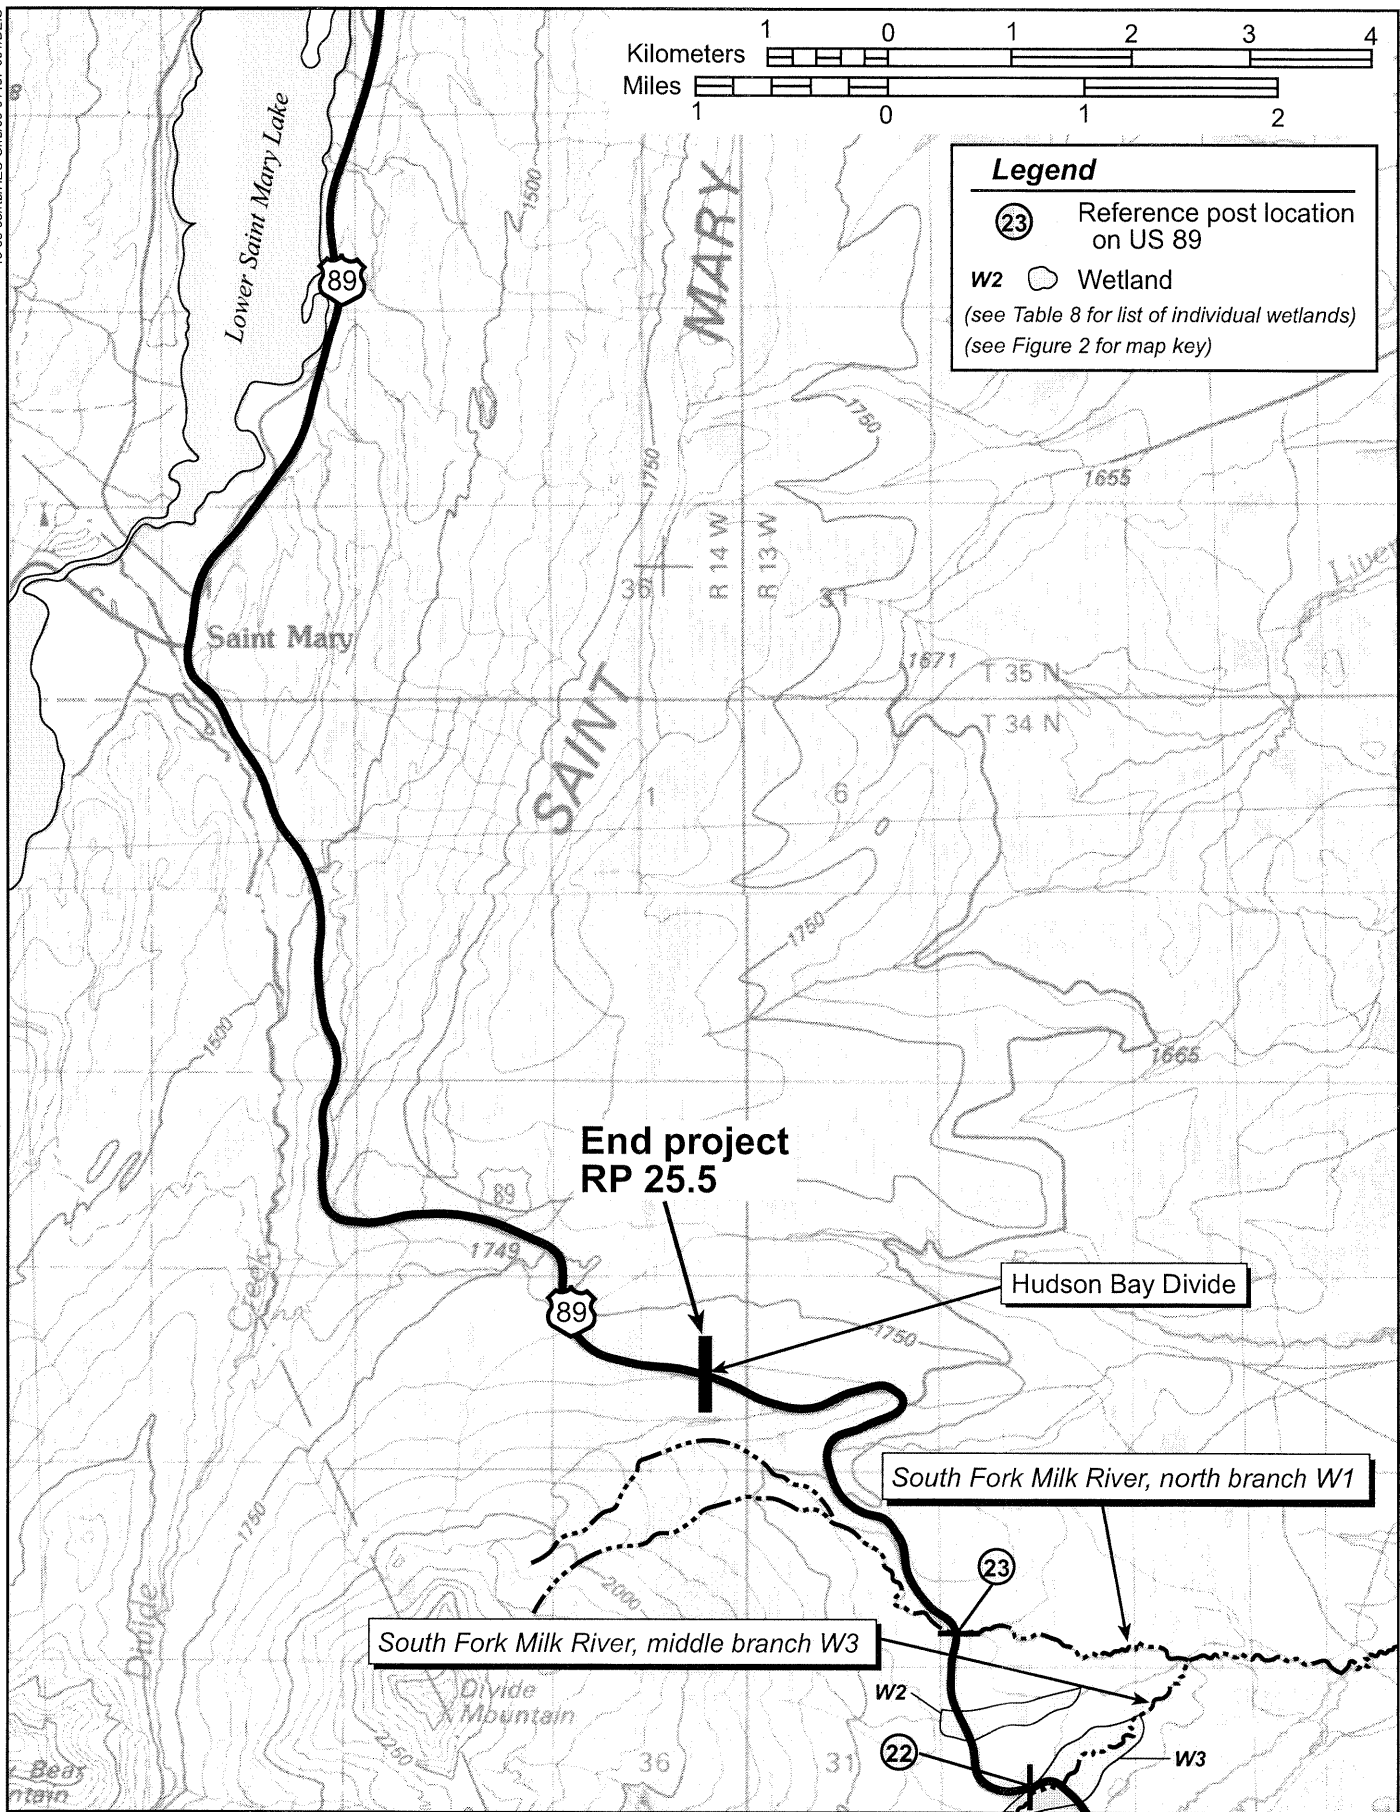 1 0 1 2 3 4
Kilometers
Miles
1 0 1 2
Legend
23 Reference post location
on US 89
W2 Wetland
(see Table 8 for list of individual wetlands)
(see Figure 2 for map key)
8
Lower Saint Mary Lake
1500
MARY
89
1750
1750
1655
R 14 W
R 13 W
36
31
Saint Mary
1671
T 35 N
T 34 N
SAINT
1
6
1750
1500
1665
End project
RP 25.5
89
1749
Hudson Bay Divide
Creek
89
1750
South Fork Milk River, north branch W1
1750
23
2000
Divide
South Fork Milk River, middle branch W3
Divide
Mountain
W2
2250
36
31
22
W3
Bear
ntain